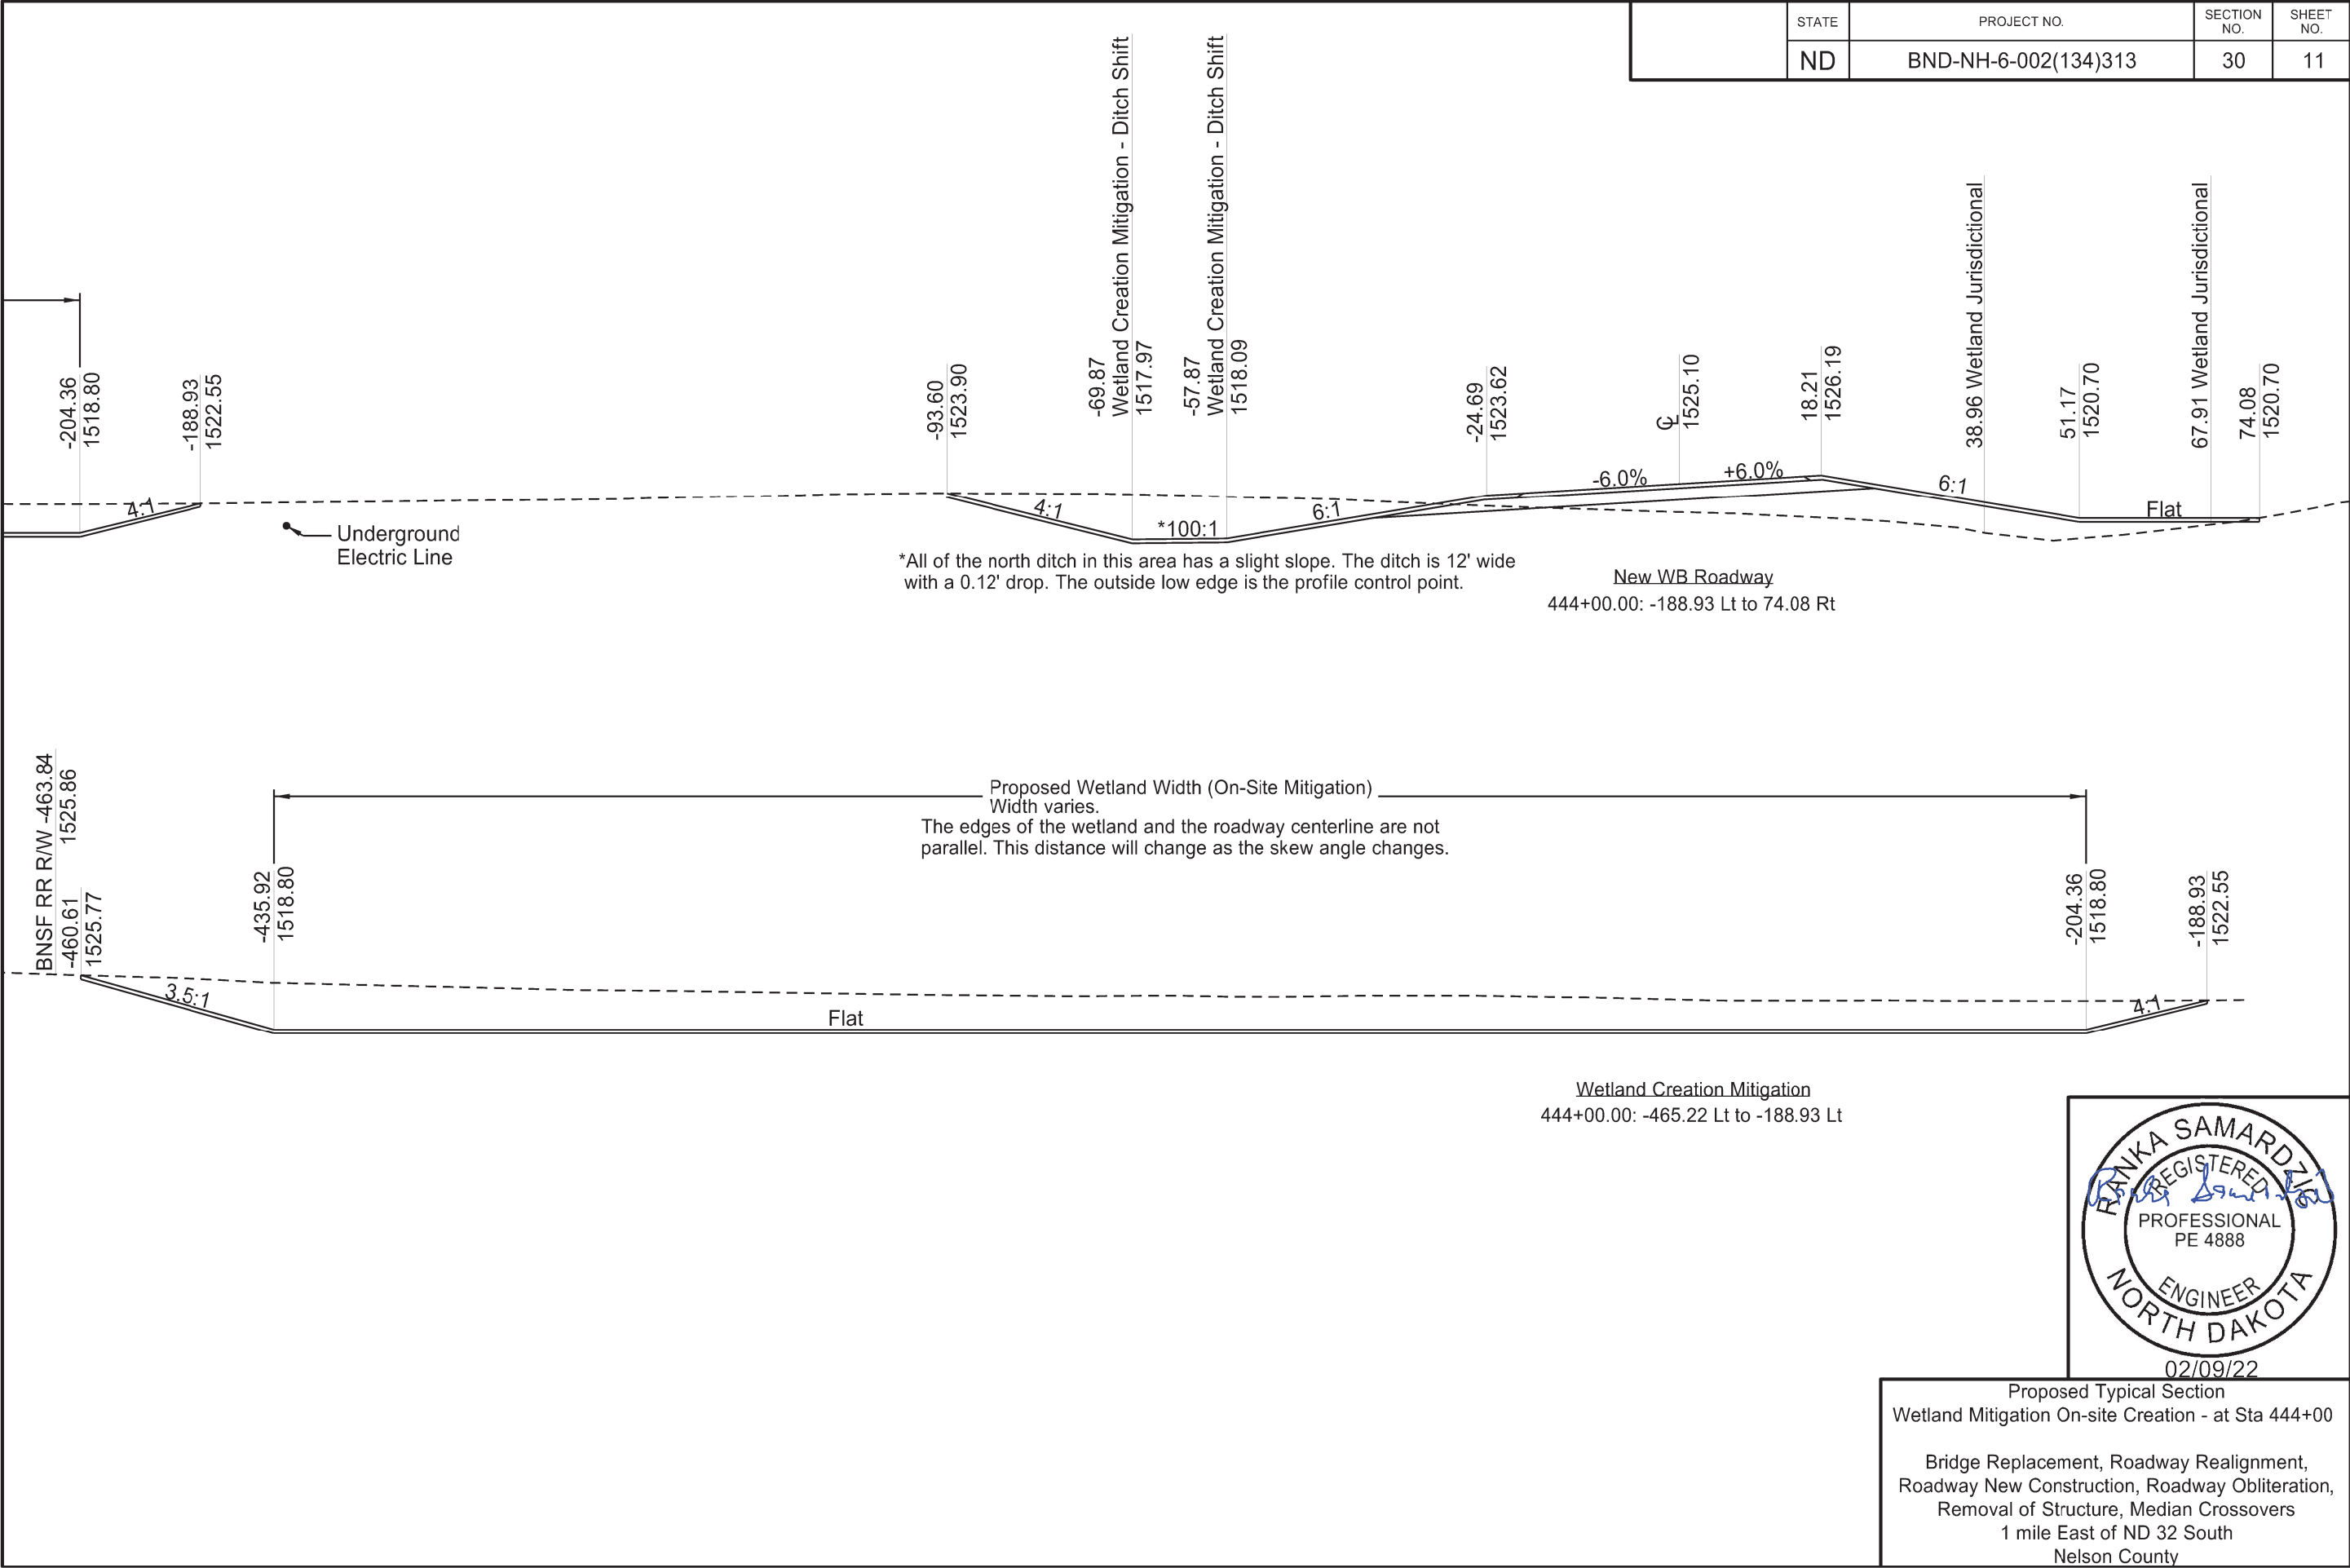 STATE
PROJECT NO.
SECTION NO.
SHEET NO.
ND
BND-NH-6-002(134)313
30
11
-204.36
1518.80
-188.93
1522.55
-93.60
1523.90
-69.87
Wetland Creation Mitigation - Ditch Shift
1517.97
-57.87
Wetland Creation Mitigation - Ditch Shift
1518.09
-24.69
1523.62
CL
1525.10
18.21
1526.19
38.96 Wetland Jurisdictional
51.17
1520.70
67.91 Wetland Jurisdictional
74.08
1520.70
4:1
4:1
*100:1
6:1
-6.0%
+6.0%
6:1
Flat
Underground
Electric Line
*All of the north ditch in this area has a slight slope. The ditch is 12' wide
with a 0.12' drop. The outside low edge is the profile control point.
New WB Roadway
444+00.00: -188.93 Lt to 74.08 Rt
BNSF RR R/W -463.84
1525.86
-460.61
1525.77
-435.92
1518.80
Proposed Wetland Width (On-Site Mitigation)
Width varies.
The edges of the wetland and the roadway centerline are not
parallel. This distance will change as the skew angle changes.
-204.36
1518.80
-188.93
1522.55
3.5:1
Flat
4:1
Wetland Creation Mitigation
444+00.00: -465.22 Lt to -188.93 Lt
RANKA SAMARDZIC
REGISTERED
PROFESSIONAL
PE 4888
ENGINEER
NORTH DAKOTA
02/09/22
Proposed Typical Section
Wetland Mitigation On-site Creation - at Sta 444+00
Bridge Replacement, Roadway Realignment,
Roadway New Construction, Roadway Obliteration,
Removal of Structure, Median Crossovers
1 mile East of ND 32 South
Nelson County